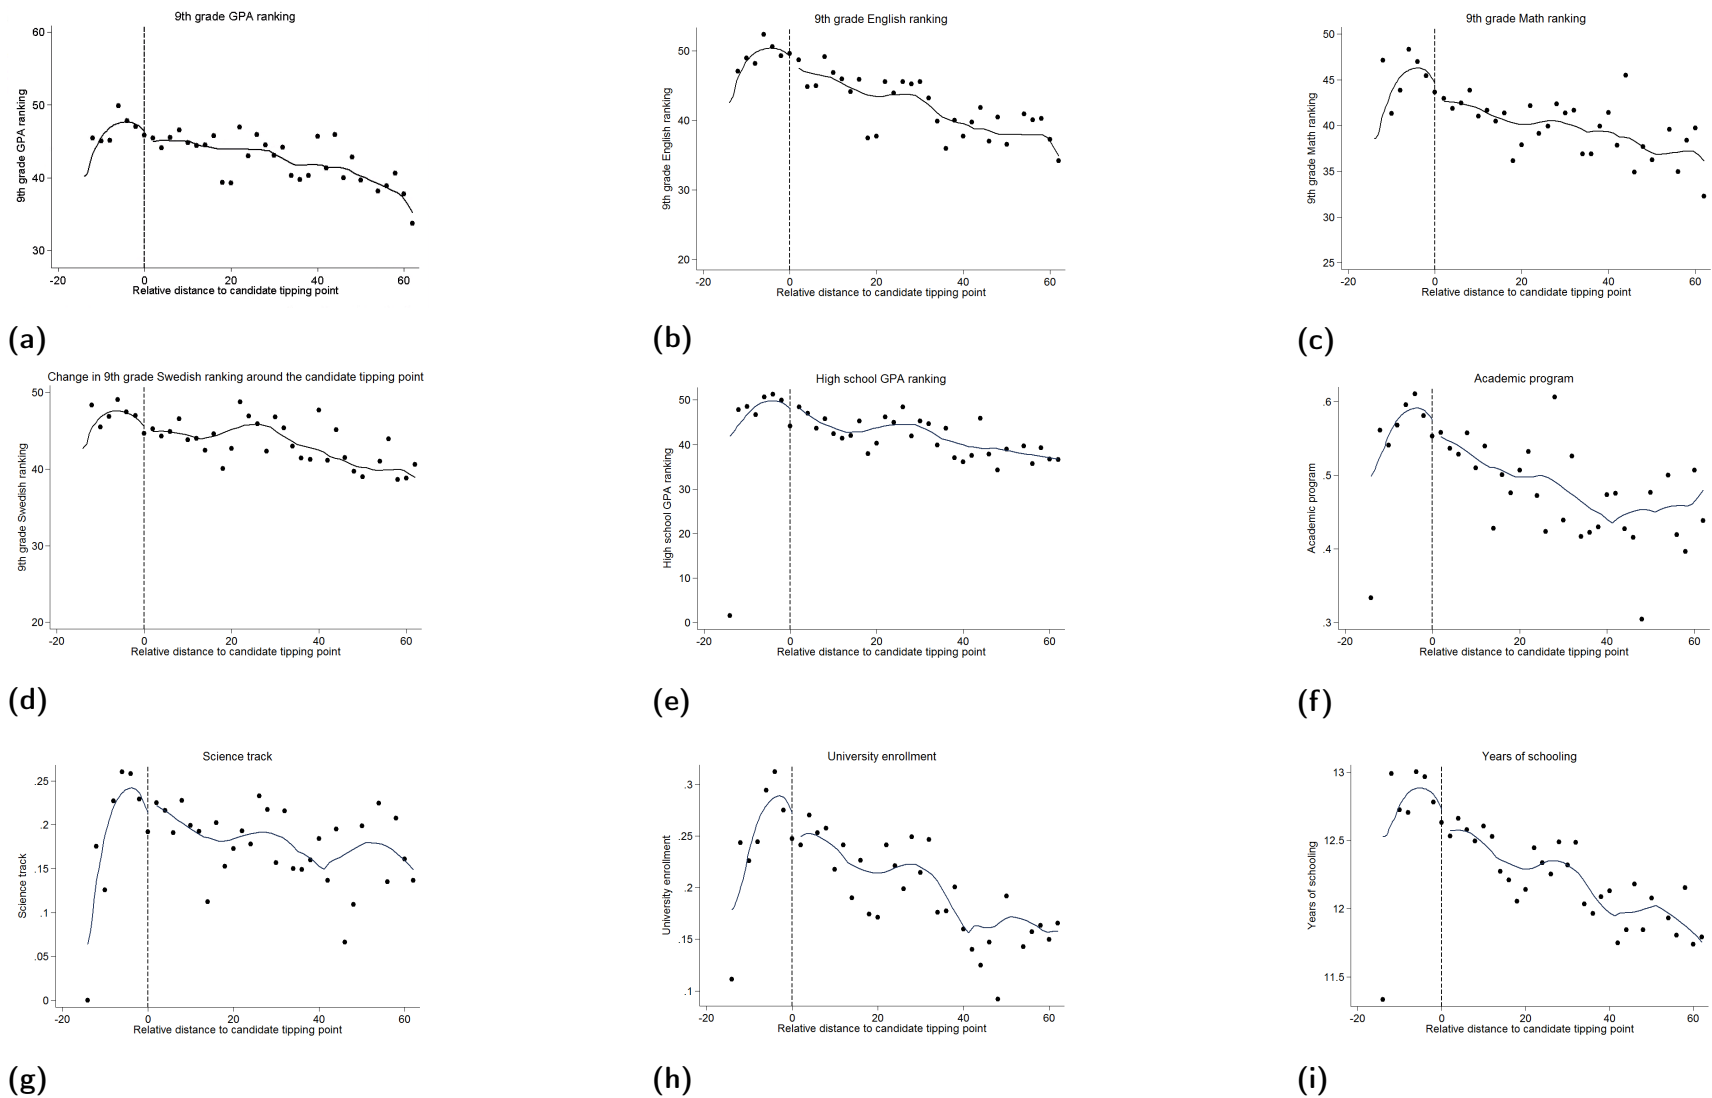 9th grade GPA ranking
60
50
40
30
9th grade GPA ranking
-20 0 20 40 60
Relative distance to candidate tipping point
(a)
9th grade English ranking
50
40
30
20
9th grade English ranking
-20 0 20 40 60
Relative distance to candidate tipping point
(b)
9th grade Math ranking
50
45
40
35
30
25
9th grade Math ranking
-20 0 20 40 60
Relative distance to candidate tipping point
(c)
Change in 9th grade Swedish ranking around the candidate tipping point
50
40
30
20
9th grade Swedish ranking
-20 0 20 40 60
Relative distance to candidate tipping point
(d)
High school GPA ranking
50
40
30
20
10
0
High school GPA ranking
-20 0 20 40 60
Relative distance to candidate tipping point
(e)
Academic program
.6
.5
.4
.3
Academic program
-20 0 20 40 60
Relative distance to candidate tipping point
(f)
Science track
.25
.2
.15
.1
.05
0
Science track
-20 0 20 40 60
Relative distance to candidate tipping point
(g)
University enrollment
.3
.25
.2
.15
.1
University enrollment
-20 0 20 40 60
Relative distance to candidate tipping point
(h)
Years of schooling
13
12.5
12
11.5
Years of schooling
-20 0 20 40 60
Relative distance to candidate tipping point
(i)